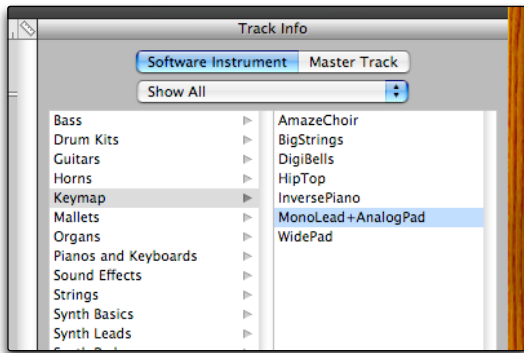 Track Info
Software Instrument Master Track
Show All
Bass
Drum Kits
Guitars
Horns
Keymap
Mallets
Organs
Pianos and Keyboards
Sound Effects
Strings
Synth Basics
Synth Leads
AmazeChoir
BigStrings
DigiBells
HipTop
InversePiano
MonoLead+AnalogPad
WidePad